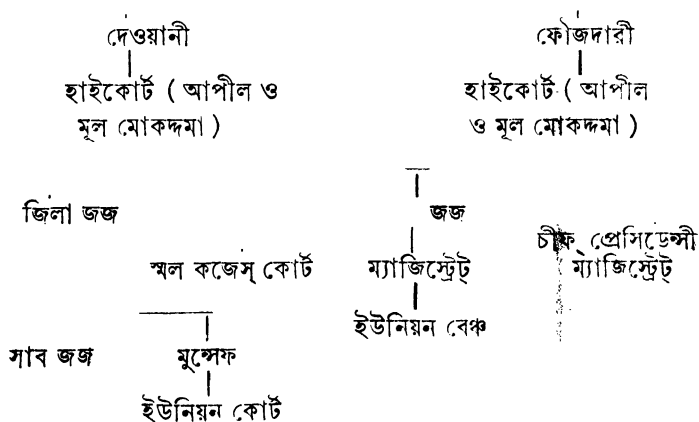 দেওয়ানী
ফৌজদারী
হাইকোর্ট ( আপীল ও
মূল মোকদ্দমা )
হাইকোর্ট ( আপীল
ও মূল মোকদ্দমা )
জিলা জজ
জজ
স্মল কজেস্ কোর্ট
ম্যাজিস্ট্রেট্
চীফ্ প্রেসিডেন্সী
ম্যাজিস্ট্রেট্
ইউনিয়ন বেঞ্চ
সাব জজ
মুন্সেফ
ইউনিয়ন কোর্ট